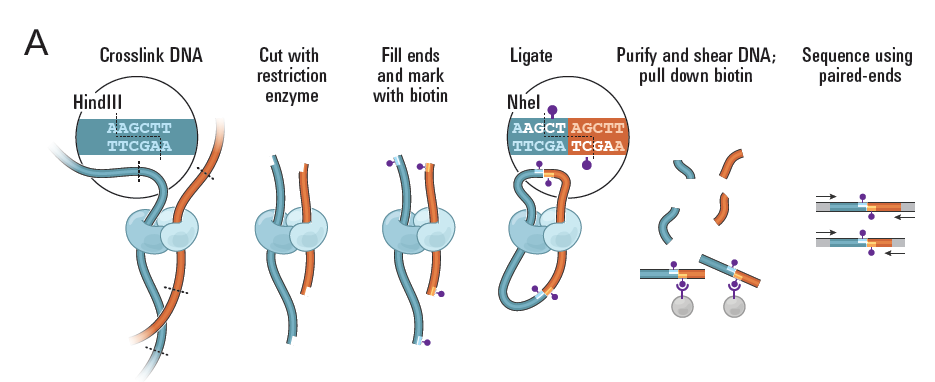 A
Crosslink DNA
HindIII
AAGCTT
TTCGAA
Cut with
restriction
enzyme
Fill ends
and mark
with biotin
Ligate
NheI
AAGCT AGCTT
TTCGA TCGAA
Purify and shear DNA;
pull down biotin
Sequence using
paired-ends